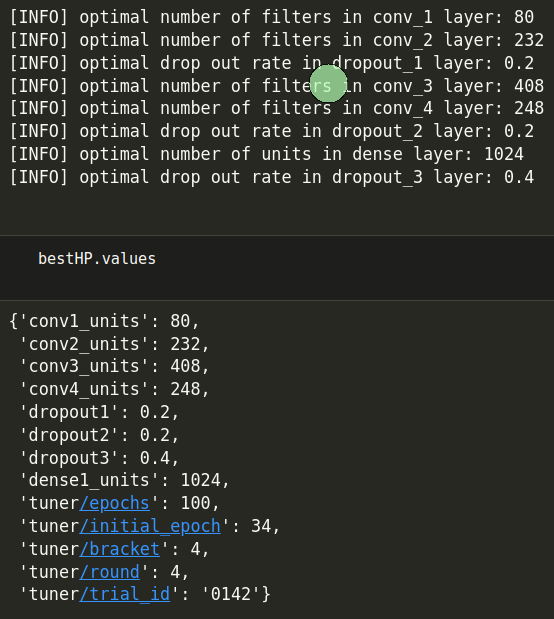 [INFO] optimal number of filters in conv_1 layer: 80
[INFO] optimal number of filters in conv_2 layer: 232
[INFO] optimal drop out rate in dropout_1 layer: 0.2
[INFO] optimal number of filters in conv_3 layer: 408
[INFO] optimal number of filters in conv_4 layer: 248
[INFO] optimal drop out rate in dropout_2 layer: 0.2
[INFO] optimal number of units in dense layer: 1024
[INFO] optimal drop out rate in dropout_3 layer: 0.4
bestHP.values
{'conv1_units': 80,
'conv2_units': 232,
'conv3_units': 408,
'conv4_units': 248,
'dropout1': 0.2,
'dropout2': 0.2,
'dropout3': 0.4,
'dense1_units': 1024,
'tuner/epochs': 100,
'tuner/initial_epoch': 34,
'tuner/bracket': 4,
'tuner/round': 4,
'tuner/trial_id': '0142'}